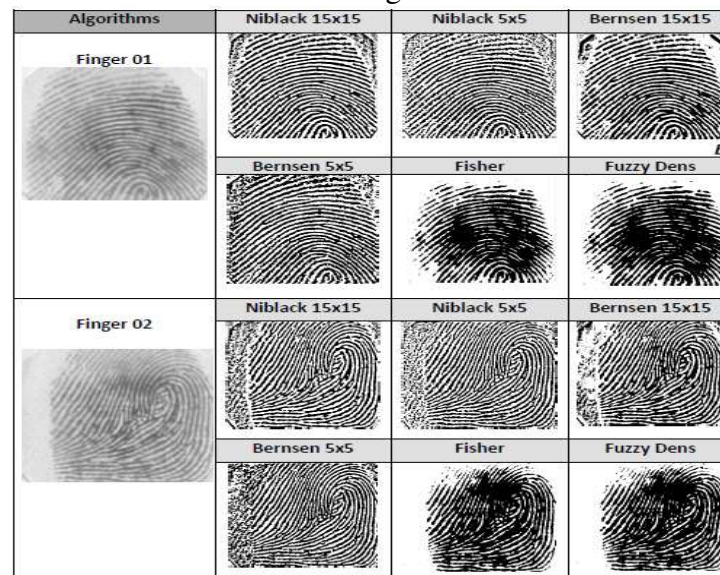 Algorithms Niblack 15x15 Niblack 5x5 Bernsen 15x15
Finger 01
Bernsen 5x5 Fisher Fuzzy Dens
Niblack 15x15 Niblack 5x5 Bernsen 15x15
Finger 02
Bernsen 5x5 Fisher Fuzzy Dens